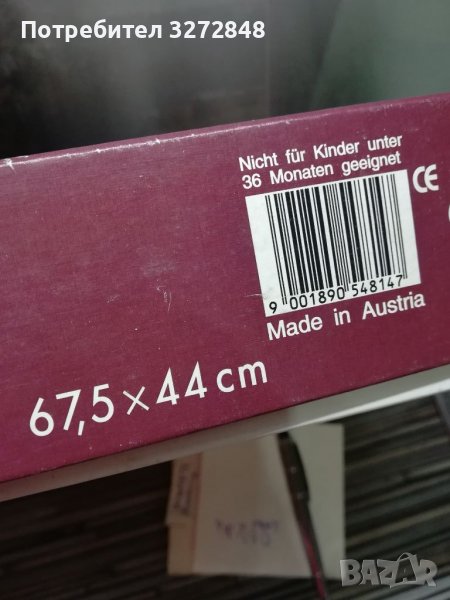 Потребител 3272848
Nicht für Kinder unter
36 Monaten geeignet
CE
9 001890 548147
Made in Austria
67,5 × 44 cm
BAZAR